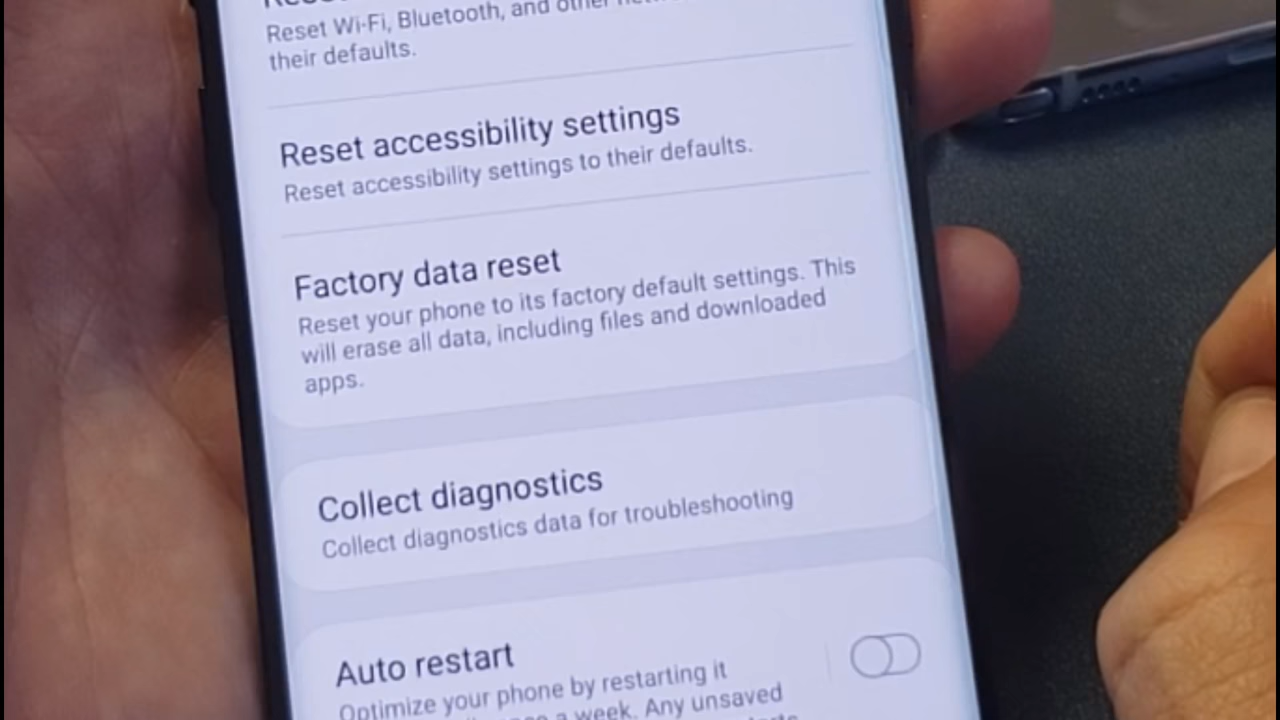 Reset Wi-Fi, Bluetooth, and other
their defaults.
Reset accessibility settings
Reset accessibility settings to their defaults.
Factory data reset
Reset your phone to its factory default settings. This
will erase all data, including files and downloaded
apps.
Collect diagnostics
Collect diagnostics data for troubleshooting
Auto restart
Optimize your phone by restarting it
a week. Any unsaved